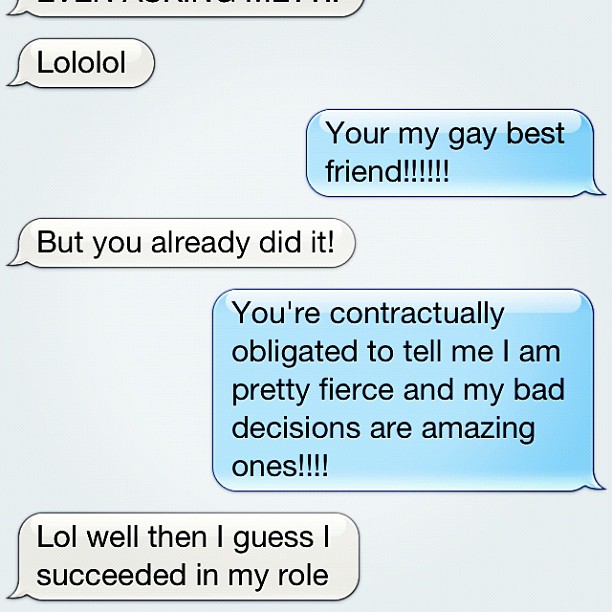 Lololol
Your my gay best
friend!!!!!!
But you already did it!
You're contractually
obligated to tell me I am
pretty fierce and my bad
decisions are amazing
ones!!!!
Lol well then I guess I
succeeded in my role